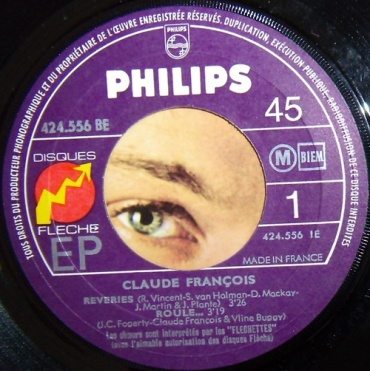 TOUS DROITS DU PRODUCTEUR PHONOGRAPHIQUE ET DU PROPRIÉTAIRE DE L'ŒUVRE ENREGISTRÉE RÉSERVÉS. DUPLICATION, EXÉCUTION PUBLIQUE, RADIODIFFUSION DE CE DISQUE INTERDITES
PHILIPS
PHILIPS
45
424.556 BE
DISQUES
FLECHE
EP
M BIEM
1
424.556 1E
MADE IN FRANCE
CLAUDE FRANÇOIS
REVERIES (R. Vincent-S. van Holman-D. Mackay-
J. Martin & J. Plante) 3'26
ROULE... 3'19
(J.C. Fogerty-Claude François & Vline Buggy)
Les chœurs sont interprétés par les "FLECHETTES"
(avec l'aimable autorisation des disques Flèche)